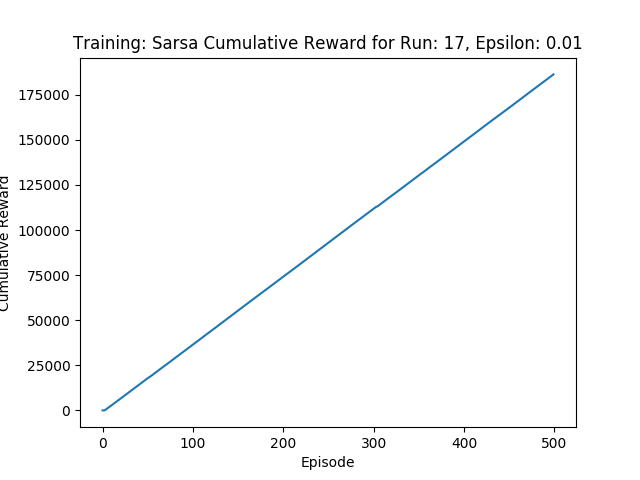 Training: Sarsa Cumulative Reward for Run: 17, Epsilon: 0.01
Cumulative Reward
175000
150000
125000
100000
75000
50000
25000
0
0 100 200 300 400 500
Episode